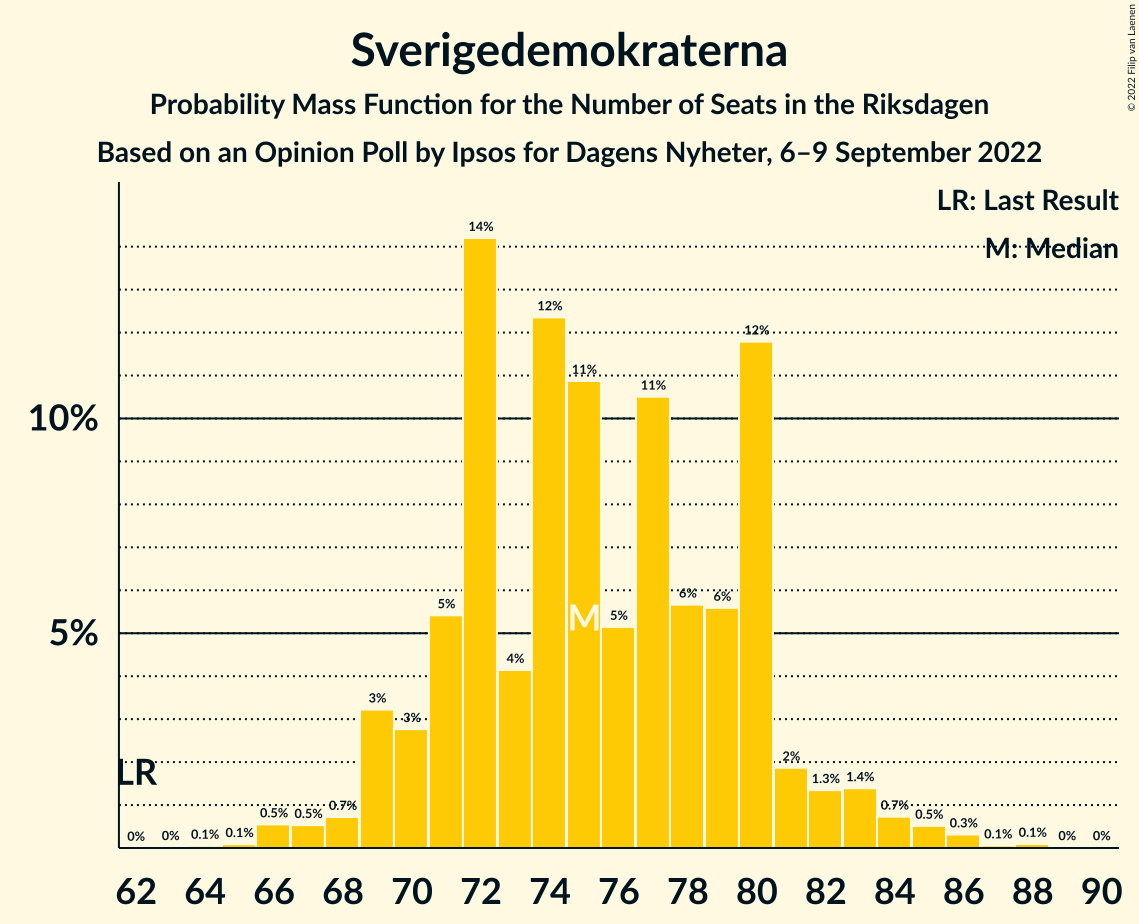 Sverigedemokraterna
Probability Mass Function for the Number of Seats in the Riksdagen
Based on an Opinion Poll by Ipsos for Dagens Nyheter, 6–9 September 2022
© 2022 Filip van Laenen
LR: Last Result
M: Median
10%
5%
0% 0% 0.1% 0.1% 0.5% 0.5% 0.7% 3% 3% 5% 14% 4% 12% 11% 5% 11% 6% 6% 12% 2% 1.3% 1.4% 0.7% 0.5% 0.3% 0.1% 0.1% 0% 0%
M
LR
62 64 66 68 70 72 74 76 78 80 82 84 86 88 90